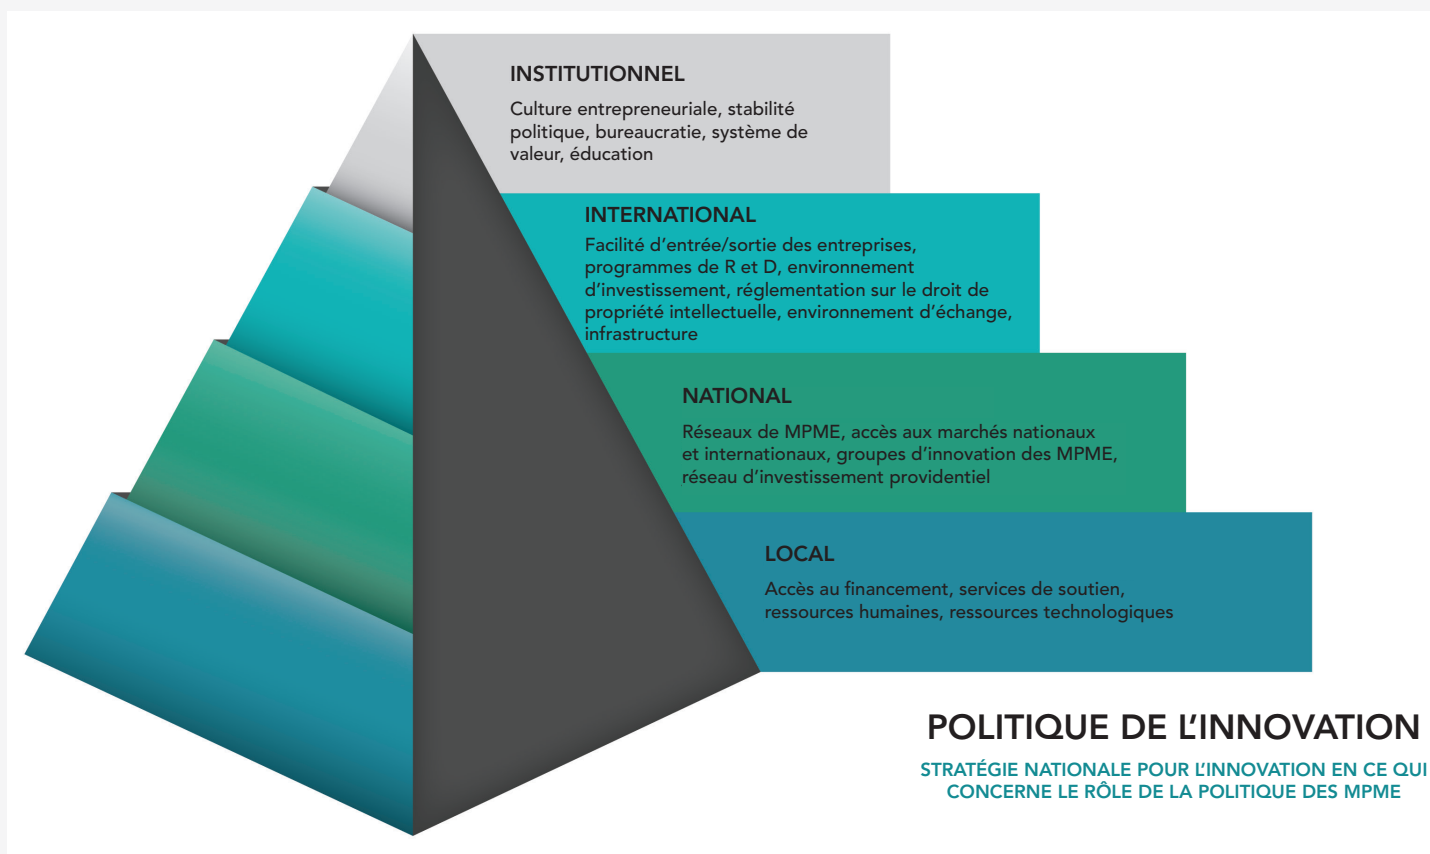 INSTITUTIONNEL
Culture entrepreneuriale, stabilité
politique, bureaucratie, système de
valeur, éducation
INTERNATIONAL
Facilité d’entrée/sortie des entreprises,
programmes de R et D, environnement
d’investissement, réglementation sur le droit de
propriété intellectuelle, environnement d’échange,
infrastructure
NATIONAL
Réseaux de MPME, accès aux marchés nationaux
et internationaux, groupes d’innovation des MPME,
réseau d’investissement providentiel
LOCAL
Accès au financement, services de soutien,
ressources humaines, ressources technologiques
POLITIQUE DE L’INNOVATION
STRATÉGIE NATIONALE POUR L’INNOVATION EN CE QUI
CONCERNE LE RÔLE DE LA POLITIQUE DES MPME